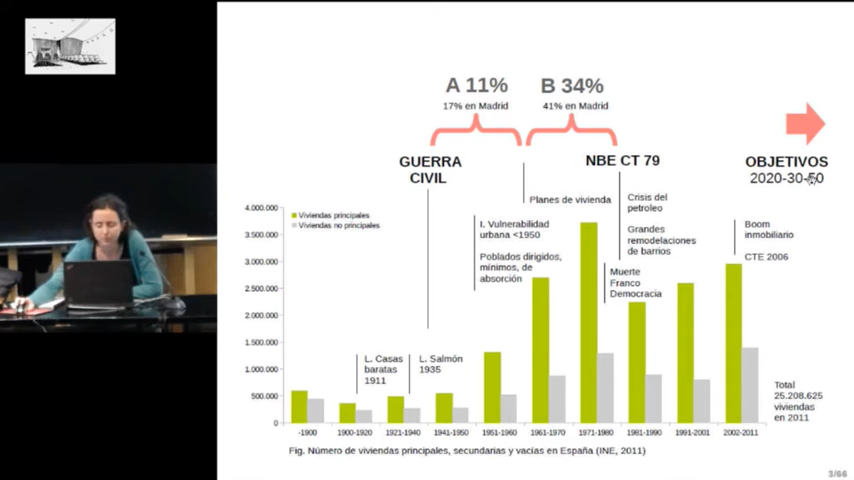 A 11%
17% en Madrid
B 34%
41% en Madrid
GUERRA
CIVIL
NBE CT 79
OBJETIVOS
2020-30-50
Planes de vivienda
Crisis del
petroleo
Grandes
remodelaciones
de barrios
I. Vulnerabilidad
urbana <1950
Poblados dirigidos,
mínimos, de
absorción
Muerte
Franco
Democracia
Boom
inmobiliario
CTE 2006
L. Casas
baratas
1911
L. Salmón
1935
Viviendas principales
Viviendas no principales
4.000.000
3.500.000
3.000.000
2.500.000
2.000.000
1.500.000
1.000.000
500.000
0
-1900
1900-1920
1921-1940
1941-1950
1951-1960
1961-1970
1971-1980
1981-1990
1991-2001
2002-2011
Total
25.208.625
viviendas
en 2011
Fig. Número de viviendas principales, secundarias y vacías en España (INE, 2011)
3/66